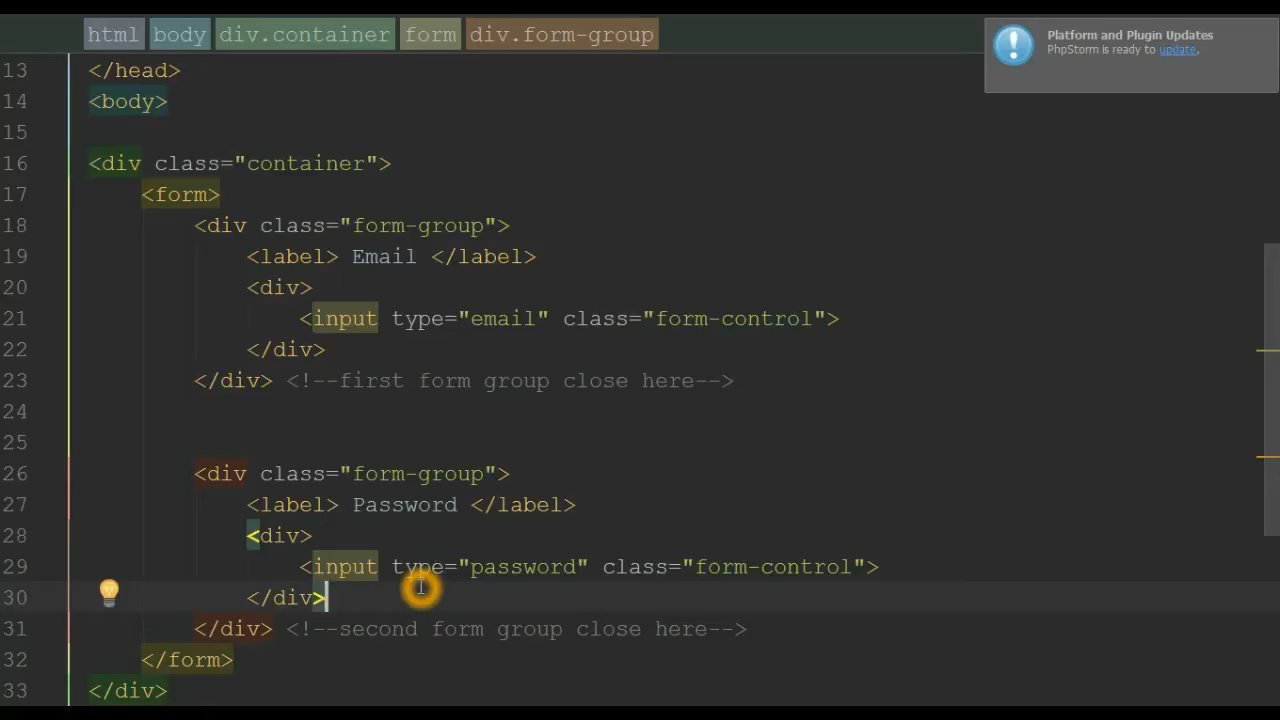 html body div.container form div.form-group
Platform and Plugin Updates
PhpStorm is ready to update.
13 </head>
14 <body>
15
16 <div class="container">
17 <form>
18 <div class="form-group">
19 <label> Email </label>
20 <div>
21 <input type="email" class="form-control">
22 </div>
23 </div> <!--first form group close here-->
24
25
26 <div class="form-group">
27 <label> Password </label>
28 <div>
29 <input type="password" class="form-control">
30 </div>
31 </div> <!--second form group close here-->
32 </form>
33 </div>